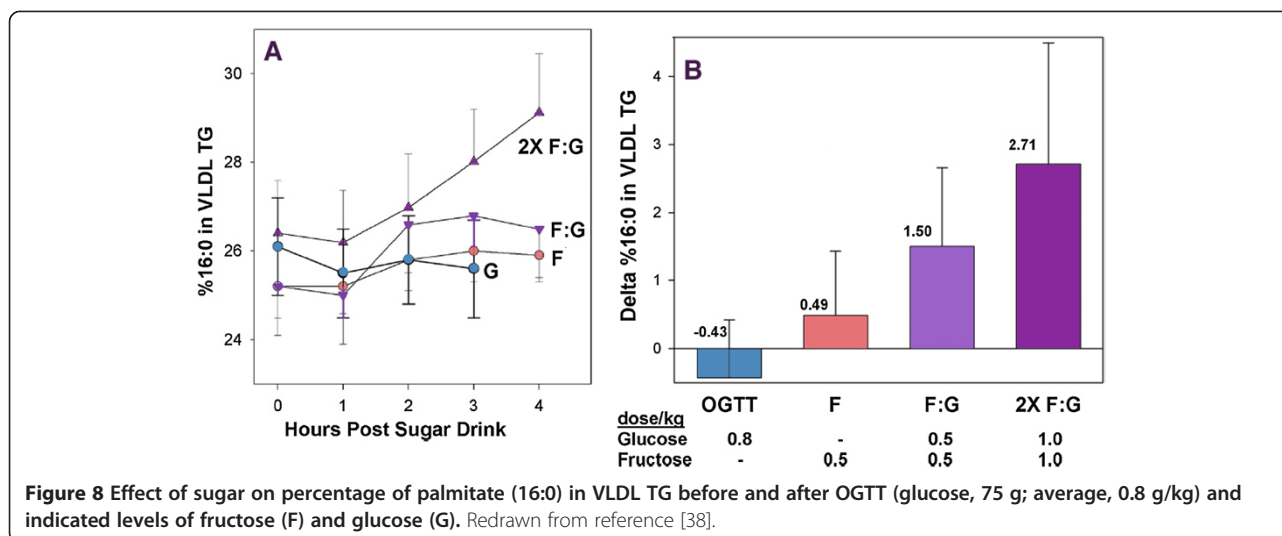 A
30
28
26
24
%16:0 in VLDL TG
2X F:G
F:G
F
G
0 1 2 3 4
Hours Post Sugar Drink
B
4
3
2
1
0
Delta %16:0 in VLDL TG
-0.43
0.49
1.50
2.71
OGTT F F:G 2X F:G
dose/kg
Glucose 0.8 - 0.5 1.0
Fructose - 0.5 0.5 1.0
Figure 8 Effect of sugar on percentage of palmitate (16:0) in VLDL TG before and after OGTT (glucose, 75 g; average, 0.8 g/kg) and
indicated levels of fructose (F) and glucose (G). Redrawn from reference [38].